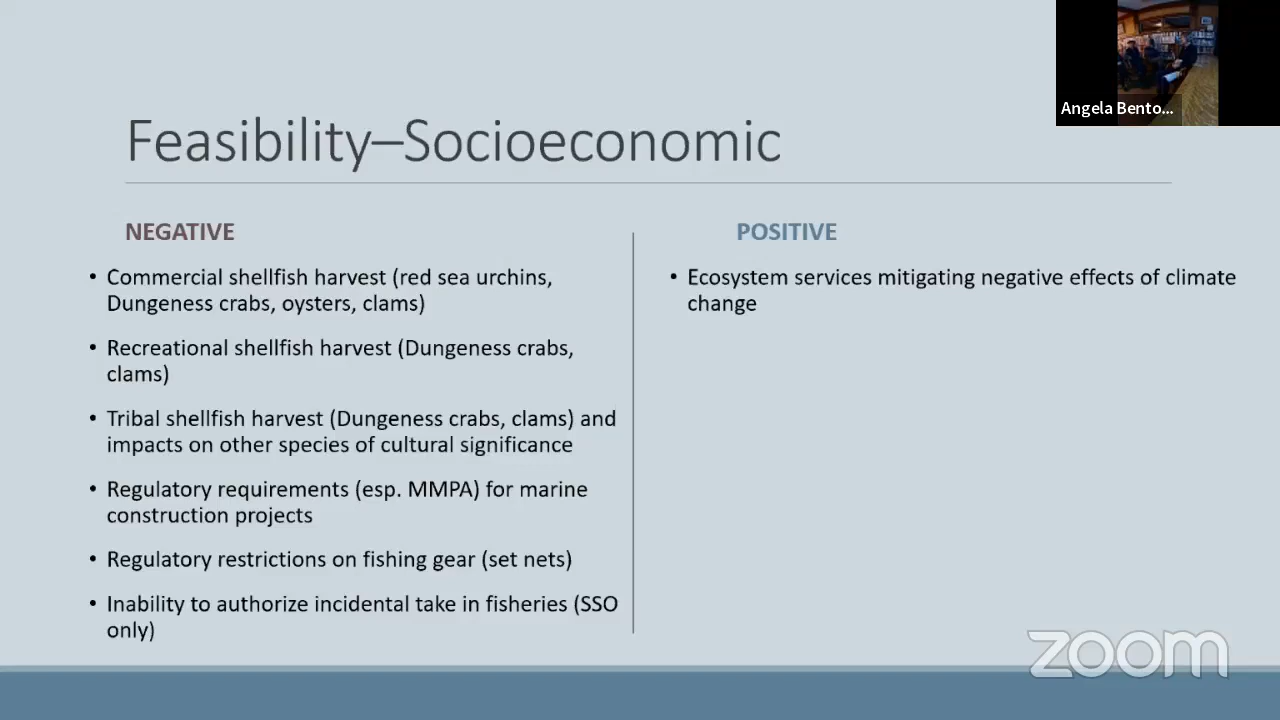 Angela Bento...
Feasibility–Socioeconomic
NEGATIVE
• Commercial shellfish harvest (red sea urchins,
Dungeness crabs, oysters, clams)
• Recreational shellfish harvest (Dungeness crabs,
clams)
• Tribal shellfish harvest (Dungeness crabs, clams) and
impacts on other species of cultural significance
• Regulatory requirements (esp. MMPA) for marine
construction projects
• Regulatory restrictions on fishing gear (set nets)
• Inability to authorize incidental take in fisheries (SSO
only)
POSITIVE
• Ecosystem services mitigating negative effects of climate
change
zoom